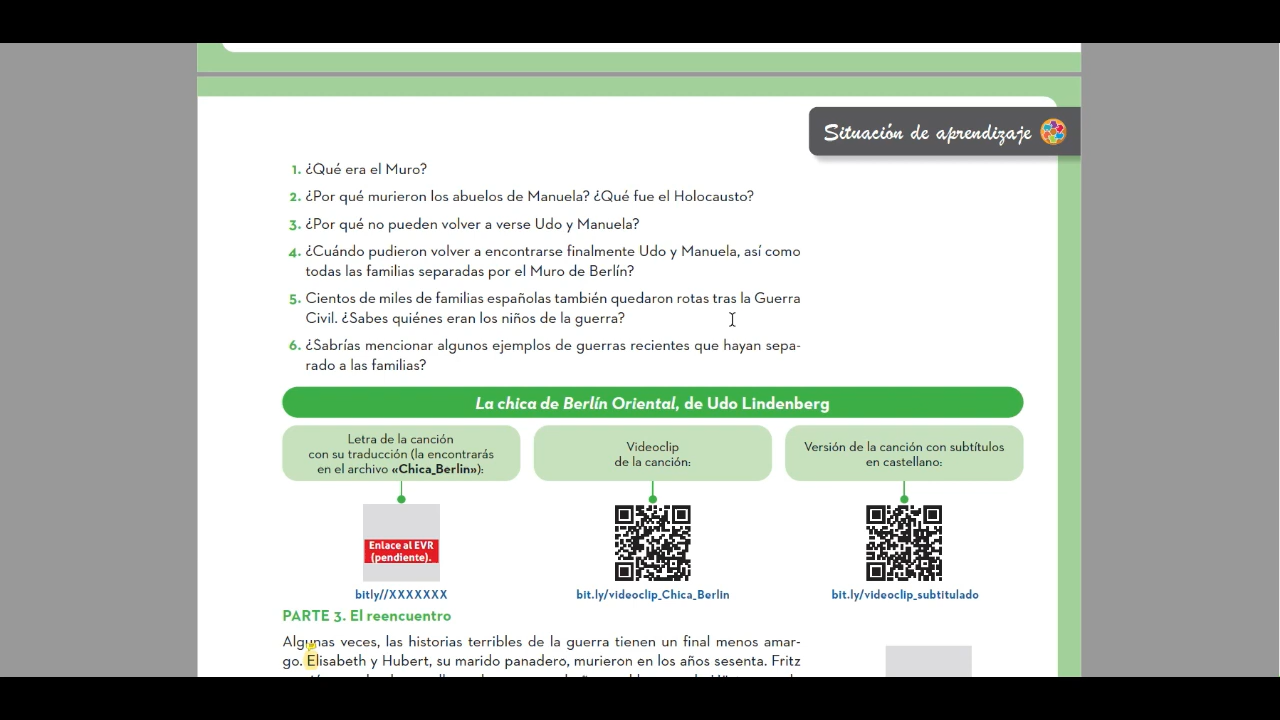 Situación de aprendizaje
1. ¿Qué era el Muro?
2. ¿Por qué murieron los abuelos de Manuela? ¿Qué fue el Holocausto?
3. ¿Por qué no pueden volver a verse Udo y Manuela?
4. ¿Cuándo pudieron volver a encontrarse finalmente Udo y Manuela, así como
todas las familias separadas por el Muro de Berlín?
5. Cientos de miles de familias españolas también quedaron rotas tras la Guerra
Civil. ¿Sabes quiénes eran los niños de la guerra?
6. ¿Sabrías mencionar algunos ejemplos de guerras recientes que hayan sepa-
rado a las familias?
La chica de Berlín Oriental, de Udo Lindenberg
Letra de la canción
con su traducción (la encontrarás
en el archivo «Chica_Berlin»):
Videoclip
de la canción:
Versión de la canción con subtítulos
en castellano:
Enlace al EVR
(pendiente).
bitly//XXXXXXX
bit.ly/videoclip_Chica_Berlin
bit.ly/videoclip_subtitulado
PARTE 3. El reencuentro
Algunas veces, las historias terribles de la guerra tienen un final menos amar-
go. Elisabeth y Hubert, su marido panadero, murieron en los años sesenta. Fritz